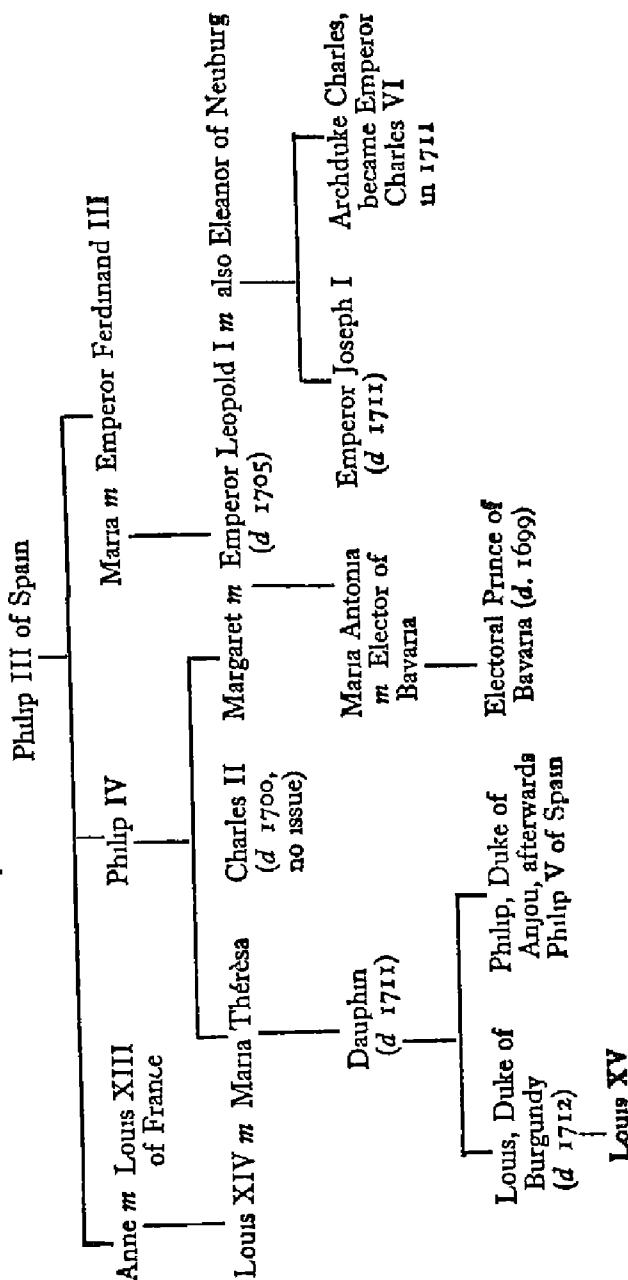 Philip III of Spain
Anne m Louis XIII
of France
Philip IV
Maria m Emperor Ferdinand III
Louis XIV m Maria Thérèsa
Charles II
(d 1700,
no issue)
Margaret m Emperor Leopold I m also Eleanor of Neuburg
(d 1705)
Dauphin
(d 1711)
Maria Antonia
m Elector of
Bavaria
Emperor Joseph I
(d 1711)
Archduke Charles,
became Emperor
Charles VI
in 1711
Louis, Duke of
Burgundy
(d 1712)
Philip, Duke of
Anjou, afterwards
Philip V of Spain
Electoral Prince of
Bavaria (d. 1699)
Louis XV